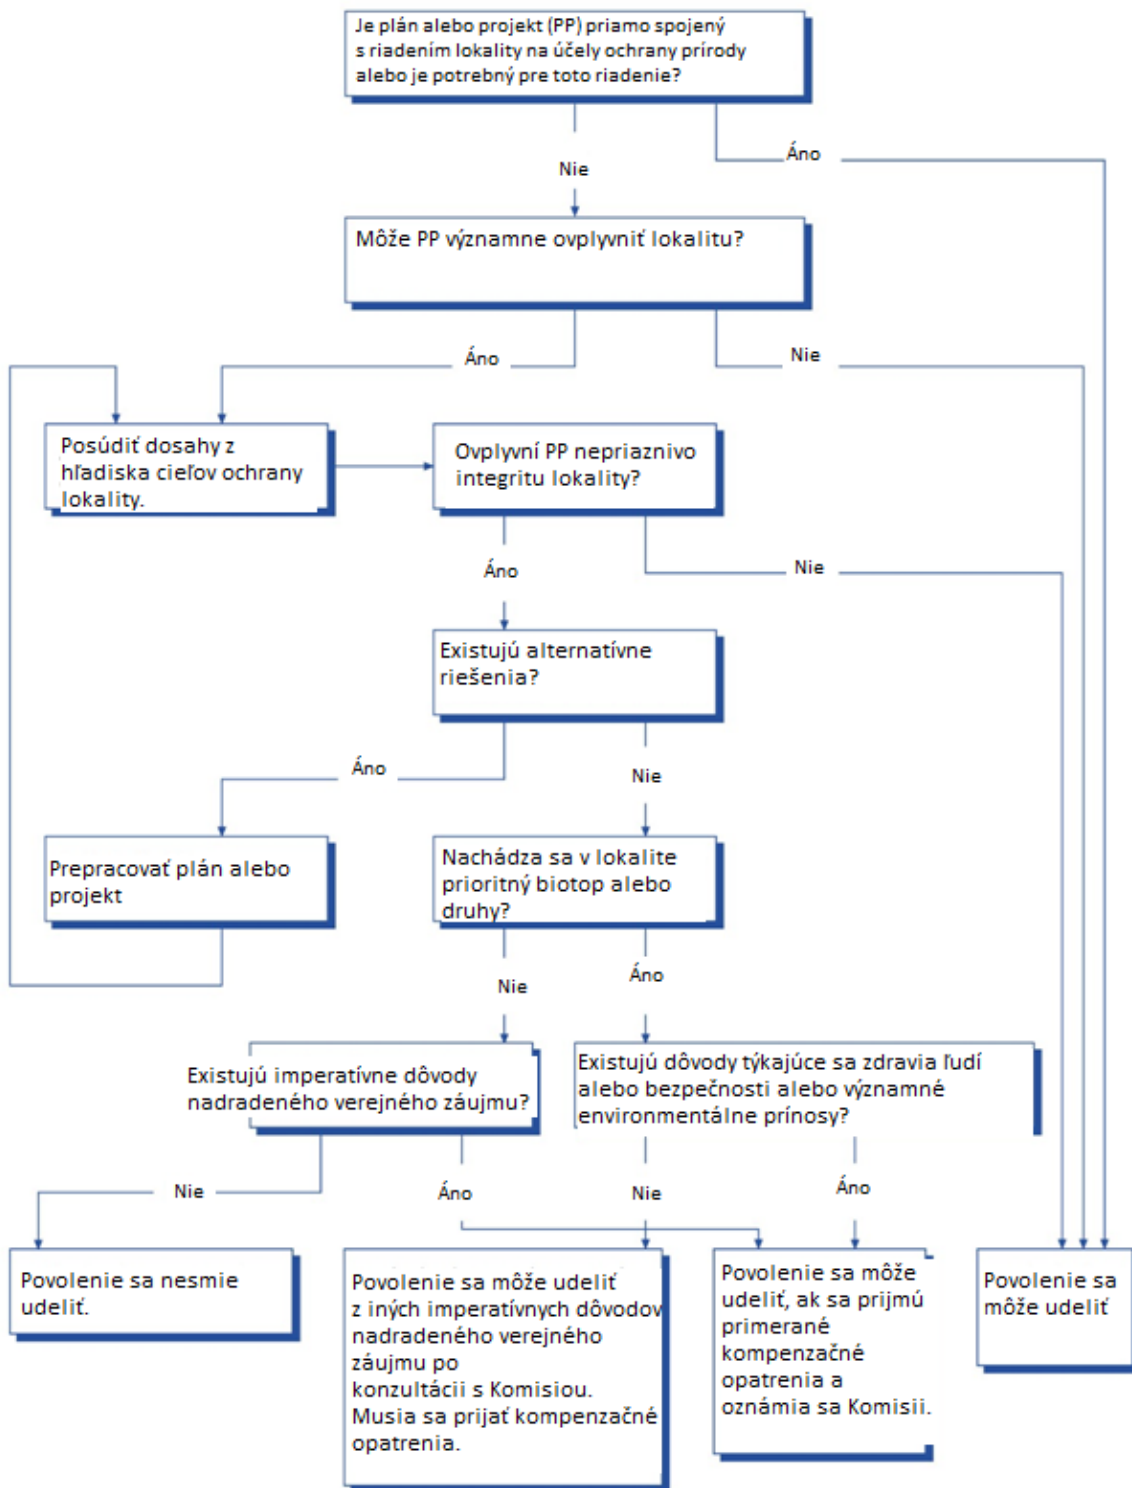 Je plán alebo projekt (PP) priamo spojený
s riadením lokality na účely ochrany prírody
alebo je potrebný pre toto riadenie?
Áno
Nie
Môže PP významne ovplyvniť lokalitu?
Áno
Nie
Posúdiť dosahy z
hľadiska cieľov ochrany
lokality.
Ovplyvní PP nepriaznivo
integritu lokality?
Áno
Nie
Existujú alternatívne
riešenia?
Áno
Nie
Prepracovať plán alebo
projekt
Nachádza sa v lokalite
prioritný biotop alebo
druhy?
Nie
Áno
Existujú imperatívne dôvody
nadradeného verejného záujmu?
Existujú dôvody týkajúce sa zdravia ľudí
alebo bezpečnosti alebo významné
environmentálne prínosy?
Nie
Áno
Nie
Áno
Povolenie sa nesmie
udeliť.
Povolenie sa môže udeliť
z iných imperatívnych dôvodov
nadradeného verejného
záujmu po
konzultácii s Komisiou.
Musia sa prijať kompenzačné
opatrenia.
Povolenie sa môže
udeliť, ak sa prijmú
primerané
kompenzačné
opatrenia a
oznámia sa Komisii.
Povolenie sa
môže udeliť